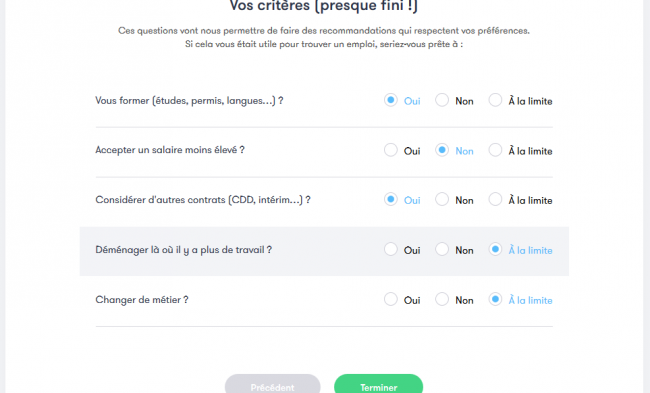 Vos critères (presque fini !)
Ces questions vont nous permettre de faire des recommandations qui respectent vos préférences.
Si cela vous était utile pour trouver un emploi, seriez-vous prête à :
Vous former (études, permis, langues...) ? Oui Non À la limite
Accepter un salaire moins élevé ? Oui Non À la limite
Considérer d'autres contrats (CDD, intérim...) ? Oui Non À la limite
Déménager là où il y a plus de travail ? Oui Non À la limite
Changer de métier ? Oui Non À la limite
Précédent Terminer